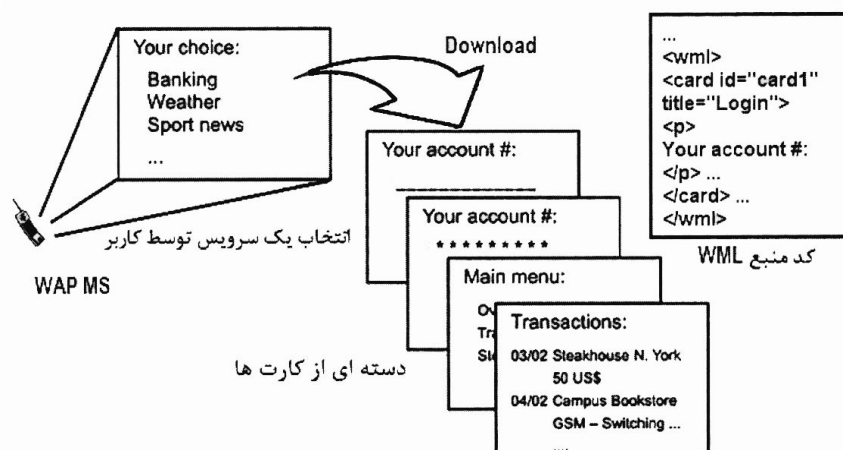 Your choice:
Banking
Weather
Sport news
...
Download
...
<wml>
<card id="card1"
title="Login">
<p>
Your account #:
</p> ...
</card> ...
</wml>
کد منبع WML
WAP MS
انتخاب یک سرویس توسط کاربر
Your account #:
Your account #:
* * * * * * * * *
Main menu:
Ov
Tra
Transactions:
03/02 Steakhouse N. York
50 US$
04/02 Campus Bookstore
GSM – Switching ...
....
دسته ای از کارت ها